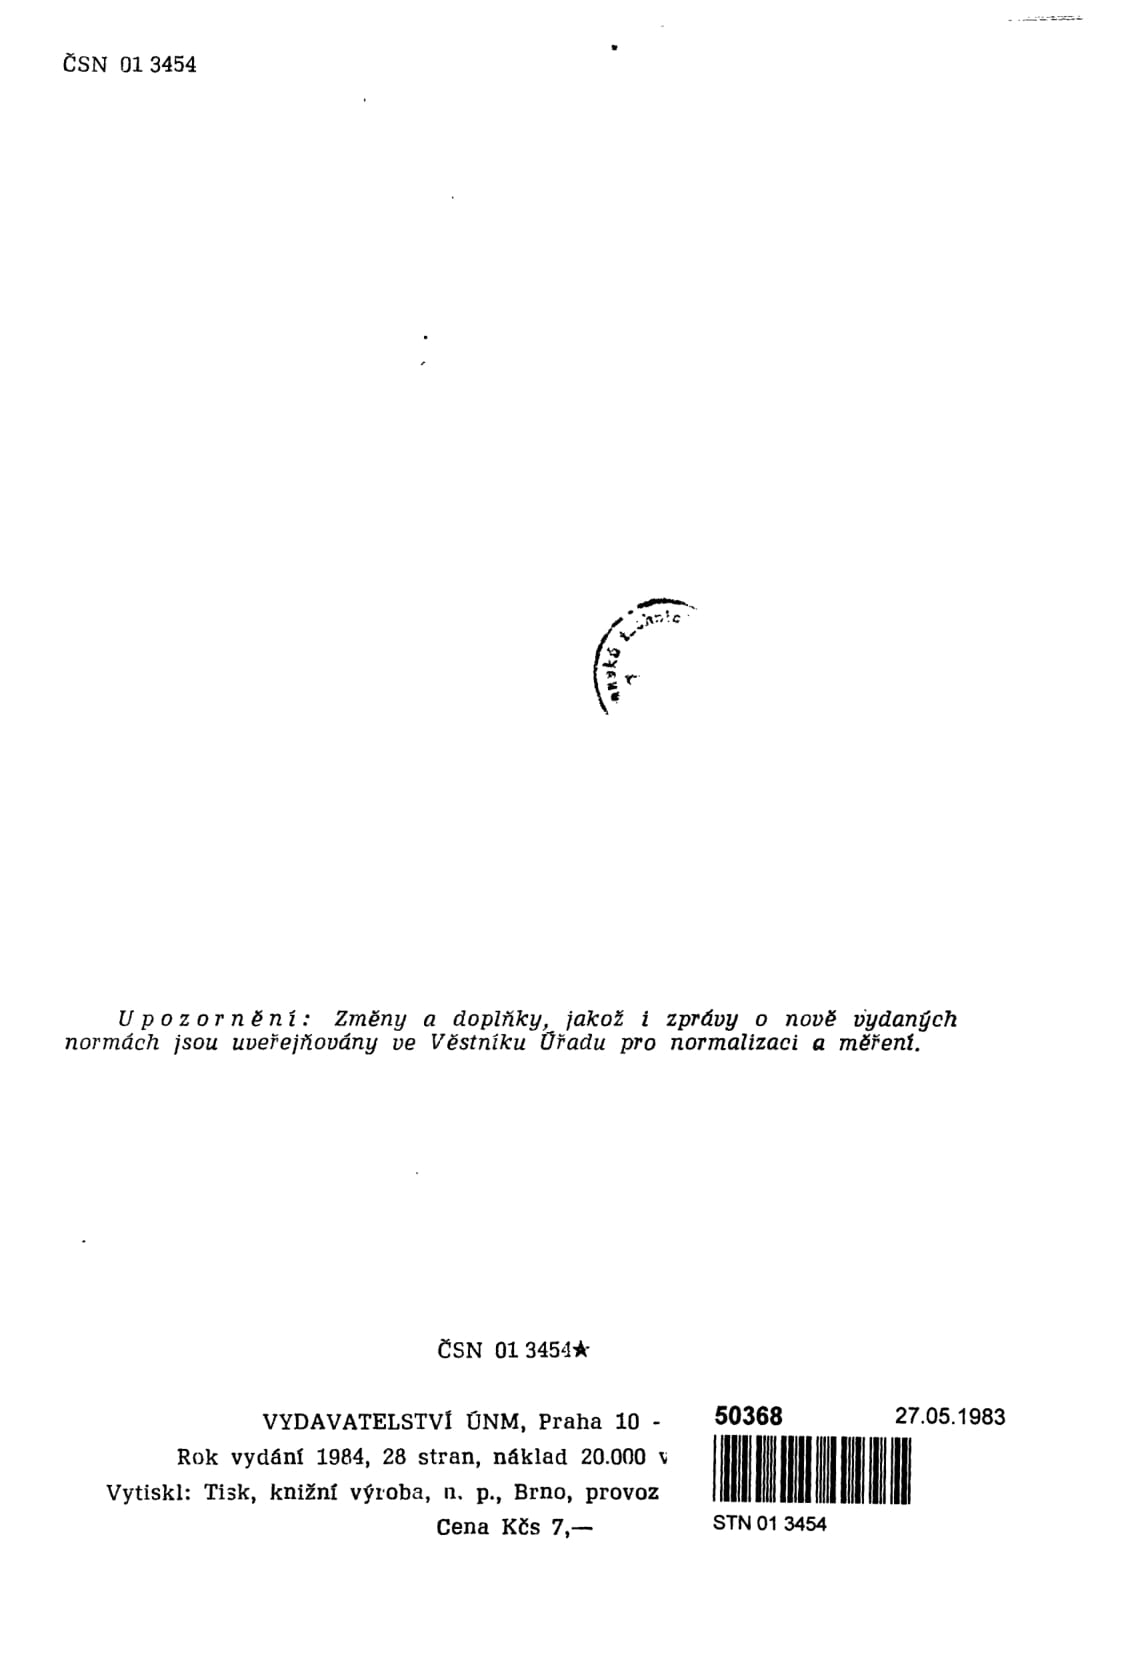 ČSN 01 3454
Upozornění: Změny a doplňky, jakož i zprávy o nově vydaných
normách jsou uveřejňovány ve Věstníku Úřadu pro normalizaci a měření.
ČSN 01 3454★
VYDAVATELSTVÍ ÚNM, Praha 10 -
Rok vydání 1984, 28 stran, náklad 20.000 v
Vytiskl: Tisk, knižní výroba, n. p., Brno, provoz
Cena Kčs 7,—
50368 27.05.1983
STN 01 3454